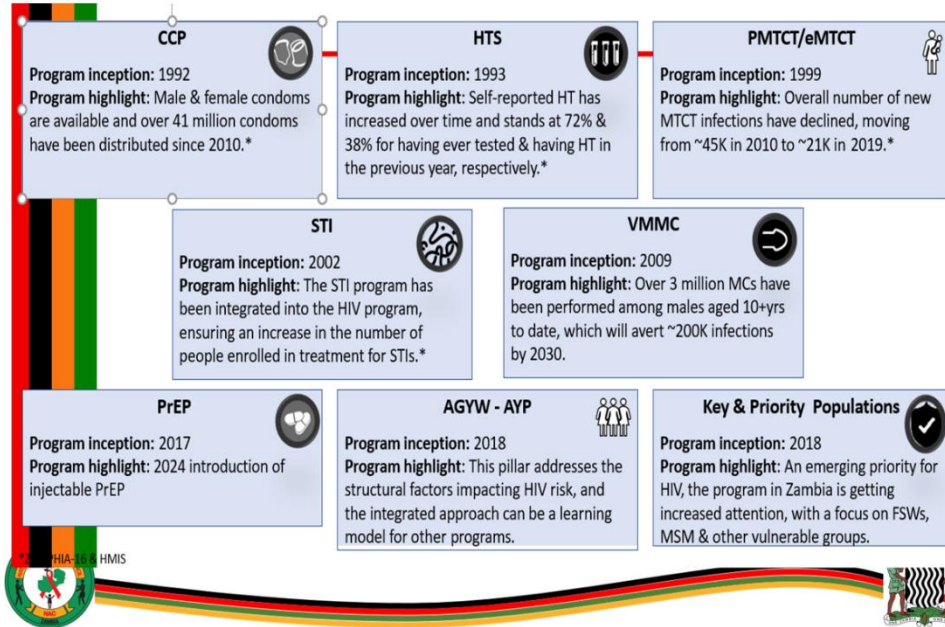 CCP
Program inception: 1992
Program highlight: Male & female condoms
are available and over 41 million condoms
have been distributed since 2010.*
HTS
Program inception: 1993
Program highlight: Self-reported HT has
increased over time and stands at 72% &
38% for having ever tested & having HT in
the previous year, respectively.*
PMTCT/eMTCT
Program inception: 1999
Program highlight: Overall number of new
MTCT infections have declined, moving
from ~45K in 2010 to ~21K in 2019.*
STI
Program inception: 2002
Program highlight: The STI program has
been integrated into the HIV program,
ensuring an increase in the number of
people enrolled in treatment for STIs.*
VMMC
Program inception: 2009
Program highlight: Over 3 million MCs have
been performed among males aged 10+yrs
to date, which will avert ~200K infections
by 2030.
PrEP
Program inception: 2017
Program highlight: 2024 introduction of
injectable PrEP
AGYW - AYP
Program inception: 2018
Program highlight: This pillar addresses the
structural factors impacting HIV risk, and
the integrated approach can be a learning
model for other programs.
Key & Priority Populations
Program inception: 2018
Program highlight: An emerging priority for
HIV, the program in Zambia is getting
increased attention, with a focus on FSWs,
MSM & other vulnerable groups.
PHIA-16 & HMIS
NAC
ZAMBIA